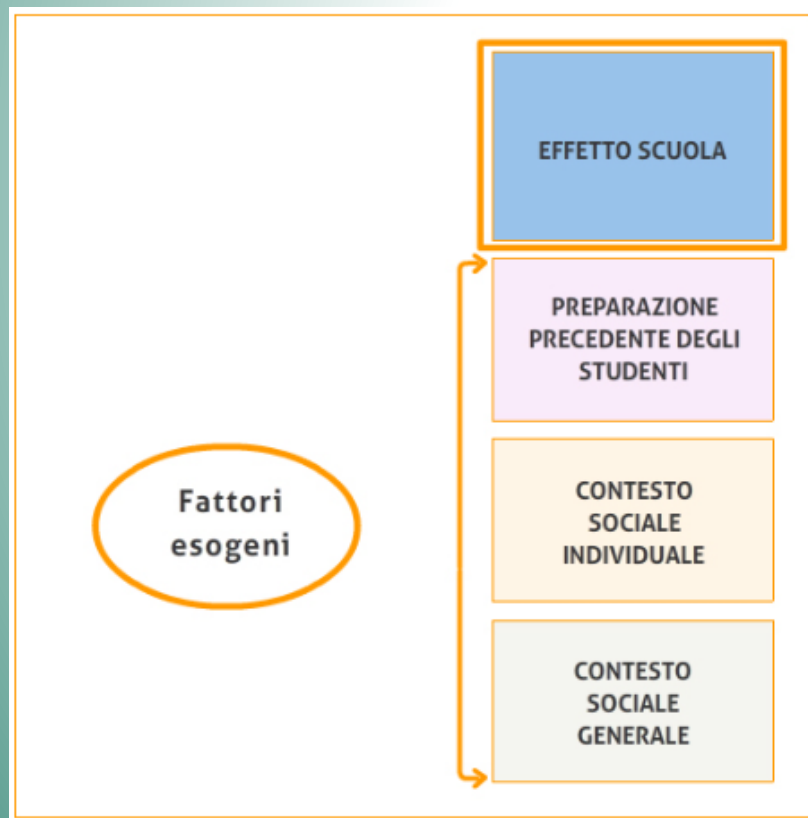 EFFETTO SCUOLA
PREPARAZIONE
PRECEDENTE DEGLI
STUDENTI
Fattori
esogeni
CONTESTO
SOCIALE
INDIVIDUALE
CONTESTO
SOCIALE
GENERALE